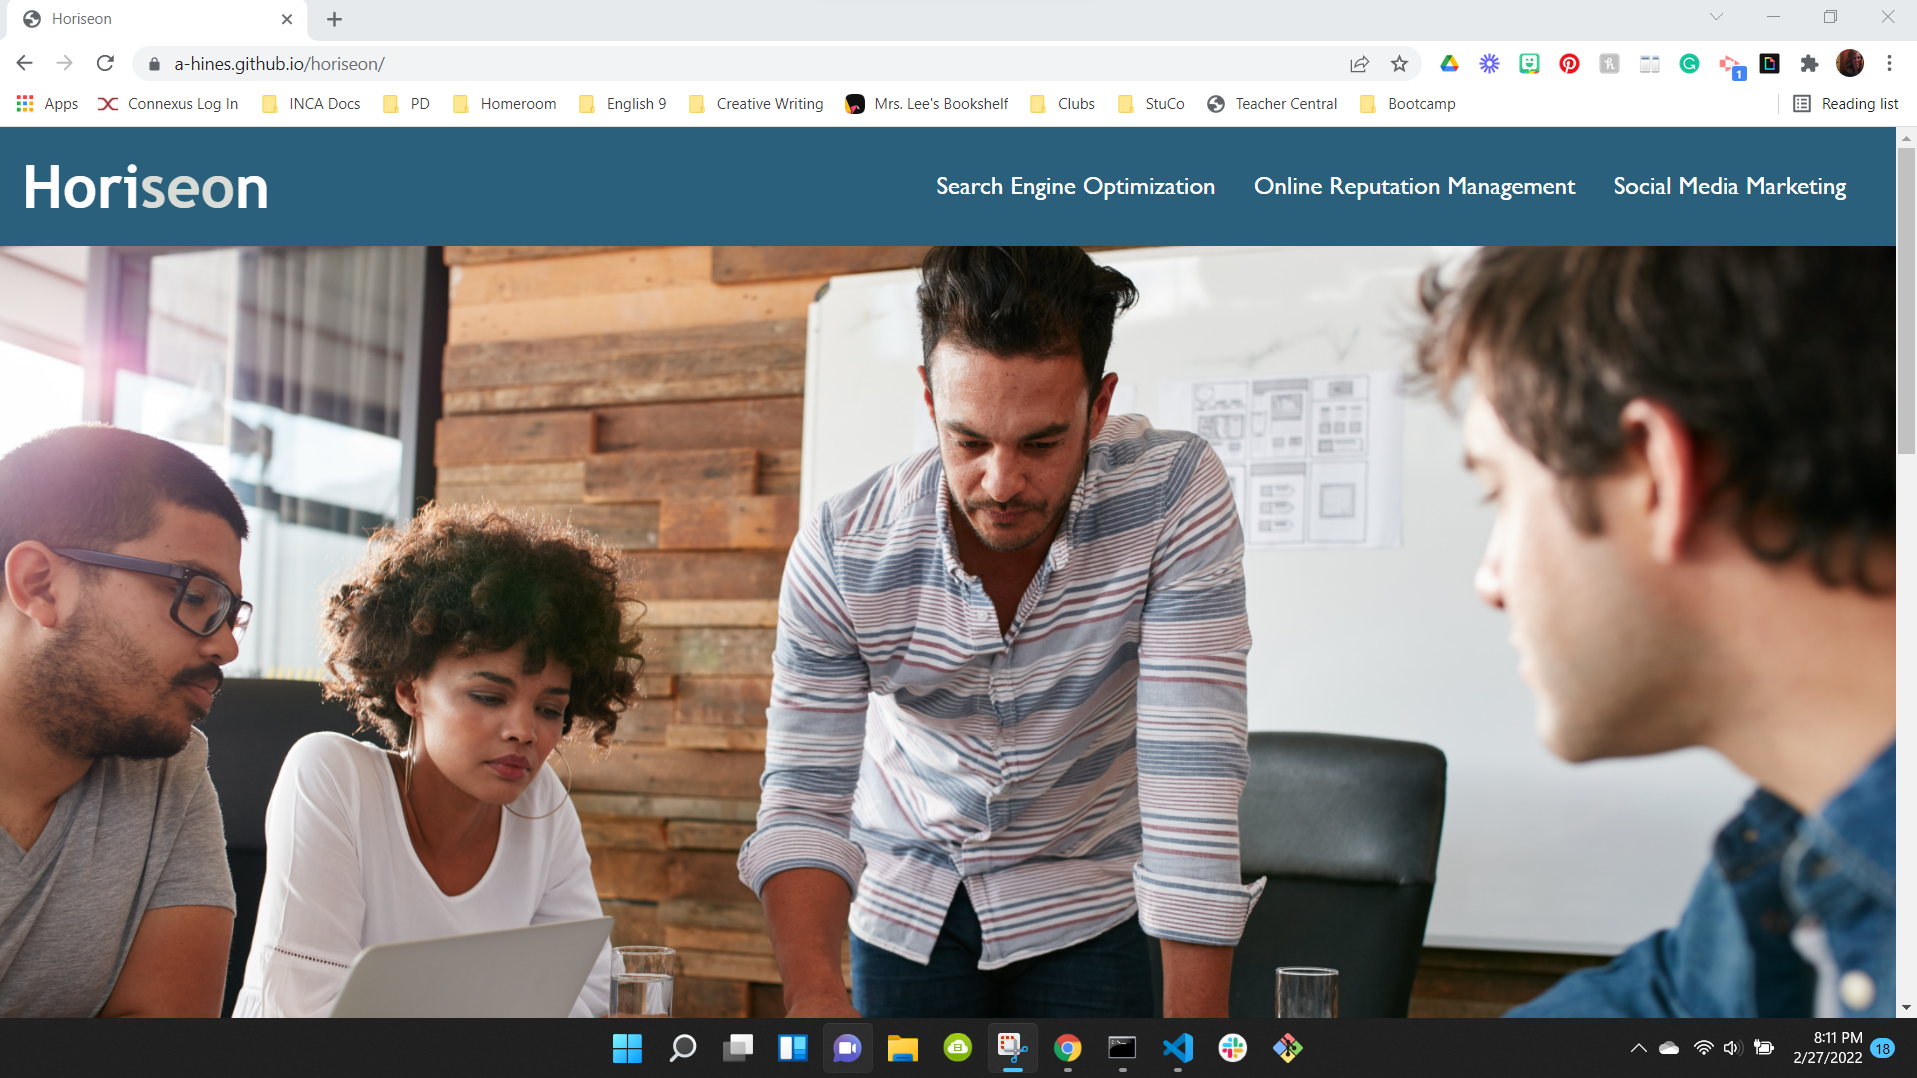 Horiseon
a-hines.github.io/horiseon/
1
Apps Connexus Log In INCA Docs PD Homeroom English 9 Creative Writing Mrs. Lee's Bookshelf Clubs StuCo Teacher Central Bootcamp Reading list
Horiseon Search Engine Optimization Online Reputation Management Social Media Marketing
8:11 PM
2/27/2022 18